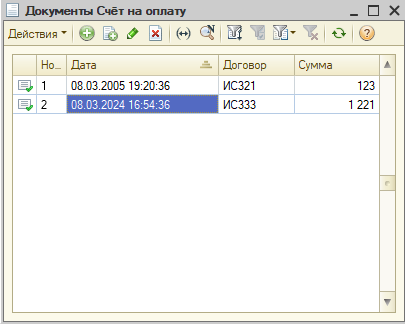 Документы Счёт на оплату
Действия
Но... Дата Договор Сумма
1 08.03.2005 19:20:36 ИС321 123
2 08.03.2024 16:54:36 ИС333 1 221